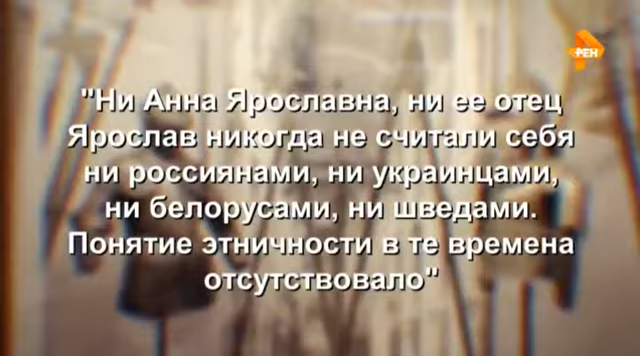 РЕН
"Ни Анна Ярославна, ни ее отец
Ярослав никогда не считали себя
ни россиянами, ни украинцами,
ни белорусами, ни шведами.
Понятие этничности в те времена
отсутствовало"